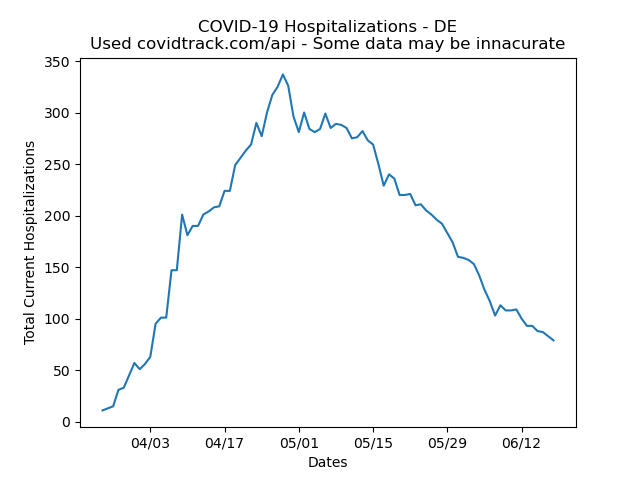 COVID-19 Hospitalizations - DE
Used covidtrack.com/api - Some data may be innacurate
350
300
250
200
150
100
50
0
Total Current Hospitalizations
04/03 04/17 05/01 05/15 05/29 06/12
Dates